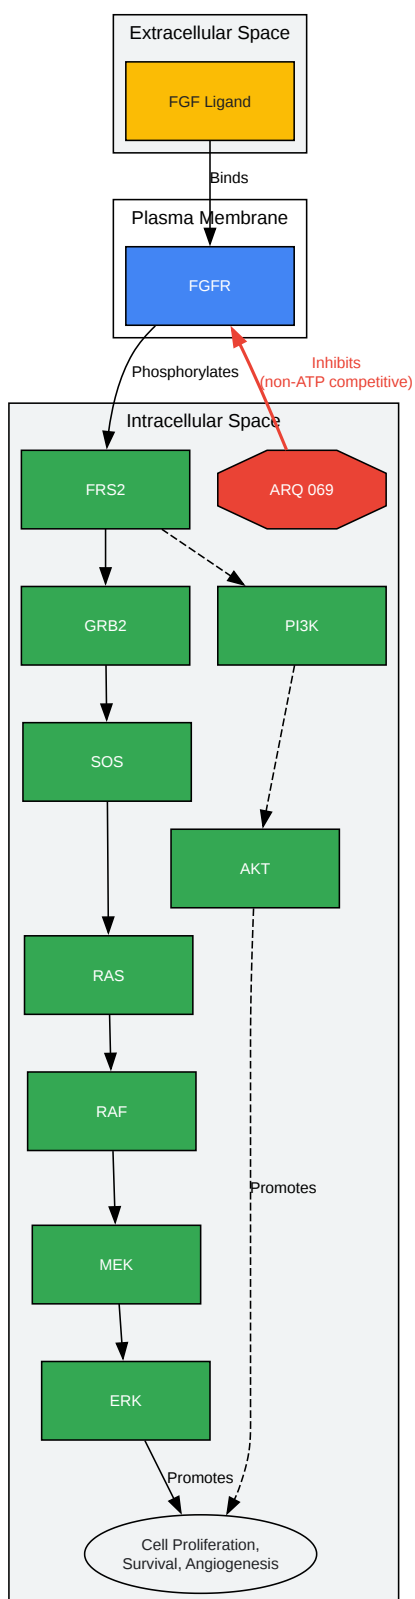 Extracellular Space
FGF Ligand
Binds
Plasma Membrane
FGFR
Phosphorylates
Inhibits
(non-ATP competitive)
Intracellular Space
FRS2
ARQ 069
GRB2
PI3K
SOS
AKT
RAS
RAF
Promotes
MEK
ERK
Promotes
Cell Proliferation,
Survival, Angiogenesis